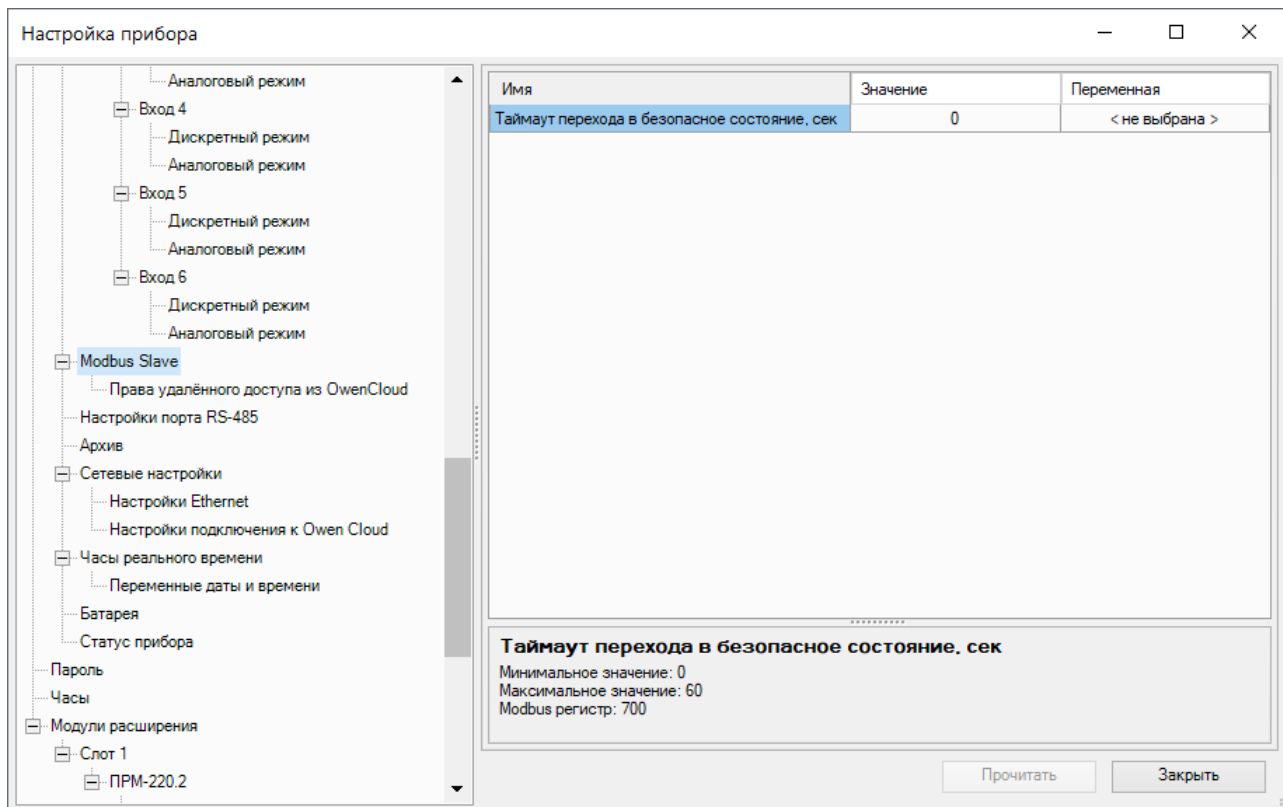 Настройка прибора
Аналоговый режим
Вход 4
Дискретный режим
Аналоговый режим
Вход 5
Дискретный режим
Аналоговый режим
Вход 6
Дискретный режим
Аналоговый режим
Modbus Slave
Права удалённого доступа из OwenCloud
Настройки порта RS-485
Архив
Сетевые настройки
Настройки Ethernet
Настройки подключения к Owen Cloud
Часы реального времени
Переменные даты и времени
Батарея
Статус прибора
Пароль
Часы
Модули расширения
Слот 1
ПРМ-220.2
Имя Значение Переменная
Таймаут перехода в безопасное состояние, сек 0 < не выбрана >
Таймаут перехода в безопасное состояние, сек
Минимальное значение: 0
Максимальное значение: 60
Modbus регистр: 700
Прочитать Закрыть